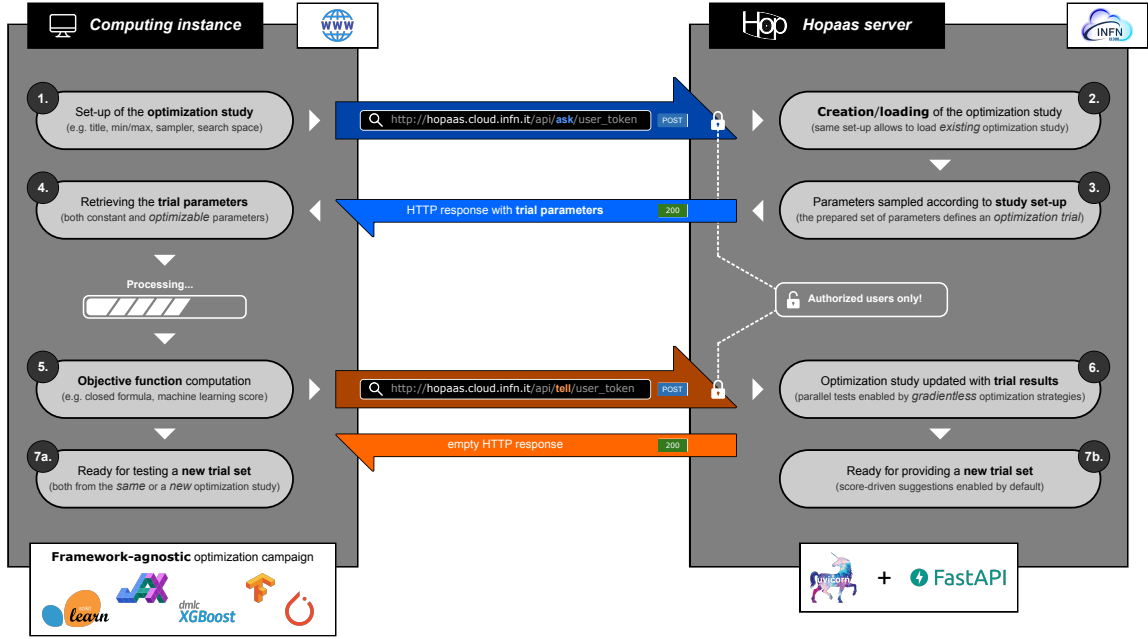 Computing instance
WWW
Hop
Hopaas server
INFN
CLOUD
1.
Set-up of the optimization study
(e.g. title, min/max, sampler, search space)
http://hopaas.cloud.infn.it/api/ask/user_token
POST
2.
Creation/loading of the optimization study
(same set-up allows to load existing optimization study)
4.
Retrieving the trial parameters
(both constant and optimizable parameters)
HTTP response with trial parameters
200
3.
Parameters sampled according to study set-up
(the prepared set of parameters defines an optimization trial)
Processing...
Authorized users only!
5.
Objective function computation
(e.g. closed formula, machine learning score)
http://hopaas.cloud.infn.it/api/tell/user_token
POST
6.
Optimization study updated with trial results
(parallel tests enabled by gradientless optimization strategies)
empty HTTP response
200
7a.
Ready for testing a new trial set
(both from the same or a new optimization study)
7b.
Ready for providing a new trial set
(score-driven suggestions enabled by default)
Framework-agnostic optimization campaign
scikit
learn
JAX
dmlc
XGBoost
uvicorn
+
FastAPI